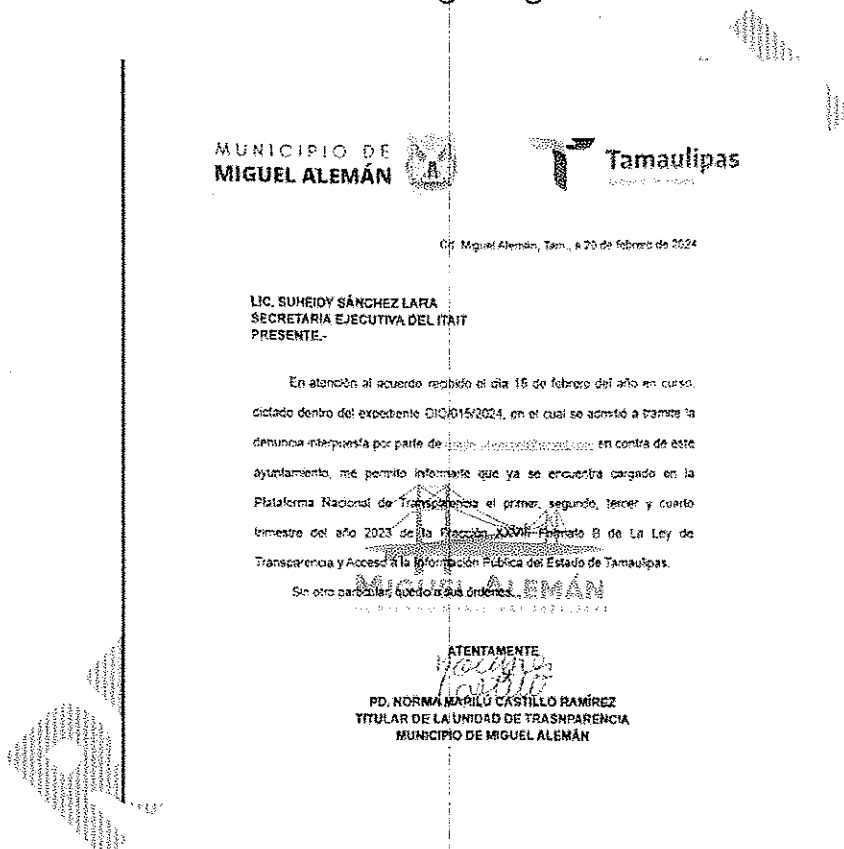 MUNICIPIO DE
MIGUEL ALEMÁN
Tamaulipas
Cd. Miguel Alemán, Tam., a 20 de febrero de 2024
LIC. SUHEIDY SÁNCHEZ LARA
SECRETARIA EJECUTIVA DEL ITAIT
PRESENTE.-
En atención al acuerdo recibido el día 15 de febrero del año en curso,
dictado dentro del expediente DIO/015/2024, en el cual se admitió a tramite la
denuncia interpuesta por parte de en contra de este
ayuntamiento, me permito informarle que ya se encuentra cargado en la
Plataforma Nacional de Transparencia el primer, segundo, tercer y cuarto
trimestre del año 2023 de la Fracción XXVIII Formato B de La Ley de
Transparencia y Acceso a la Información Pública del Estado de Tamaulipas.
MIGUEL ALEMÁN
Sin otro particular, quedo a sus órdenes.
ATENTAMENTE
PD. NORMA MARILÚ CASTILLO RAMÍREZ
TITULAR DE LA UNIDAD DE TRASNPARENCIA
MUNICIPIO DE MIGUEL ALEMÁN